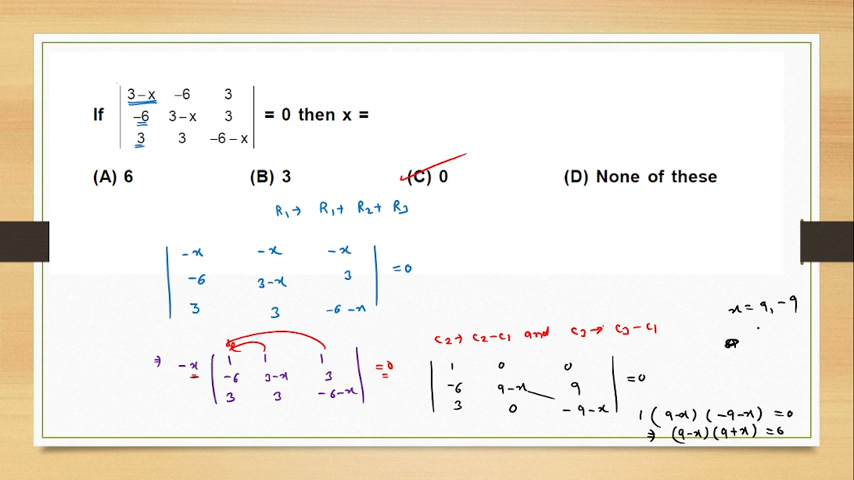 3 – x  –6  3
If  –6  3 – x  3  = 0 then x =
3  3  –6 – x
(A) 6  (B) 3  (C) 0  (D) None of these
R₁→ R₁+ R₂+ R₃
-x  -x  -x
-6  3-x  3  =0
3  3  -6-x
x = 9, -9
C₂→ C₂-C₁ and C₃→ C₃-C₁
⇒ -x  1  1  1  =0
-6  3-x  3
3  3  -6-x
1  0  0
-6  9-x  9  =0
3  0  -9-x
1 (9-x) (-9-x) =0
⇒ (9-x)(9+x) =0